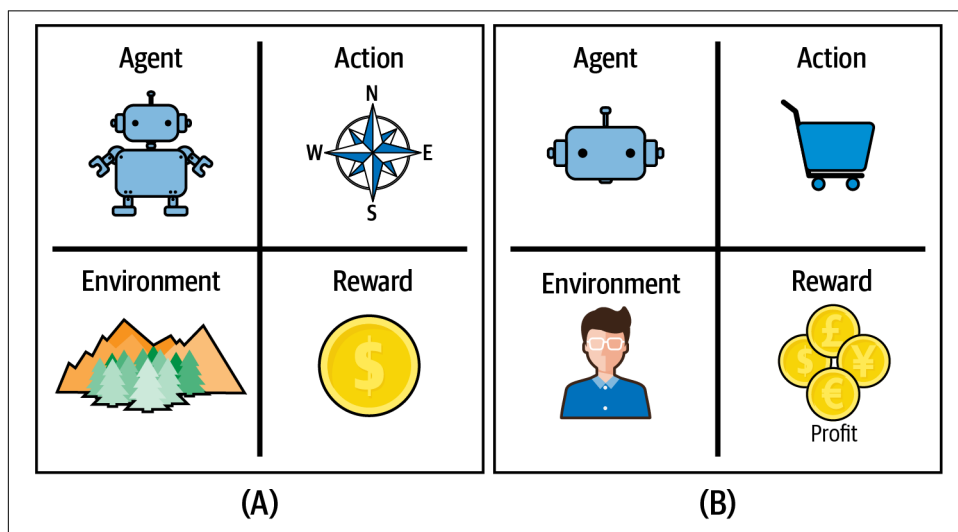 Agent
Action
N
W
E
S
Environment
Reward
$
(A)
Agent
Action
Environment
Reward
£
$
¥
€
Profit
(B)